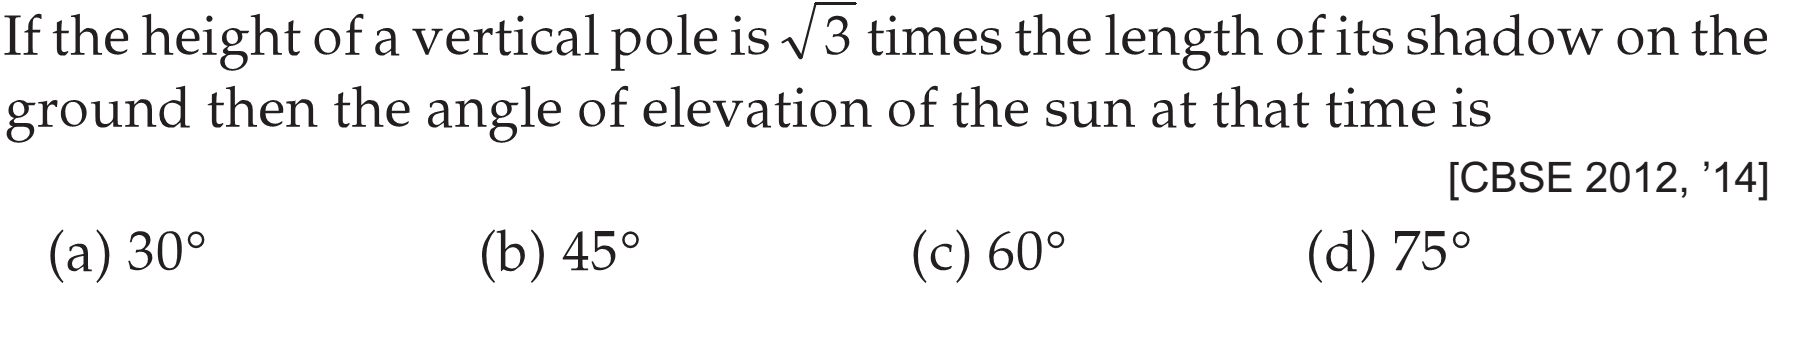 If the height of a vertical pole is √3 times the length of its shadow on the
ground then the angle of elevation of the sun at that time is
[CBSE 2012, ’14]
(a) 30° (b) 45° (c) 60° (d) 75°